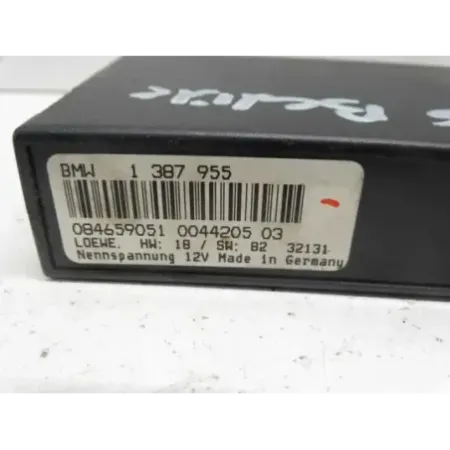 BMW 1 387 955
084659051 0044205 03
LOEWE. HW: 18 / SW: 82 32131
Nennspannung 12V Made in Germany